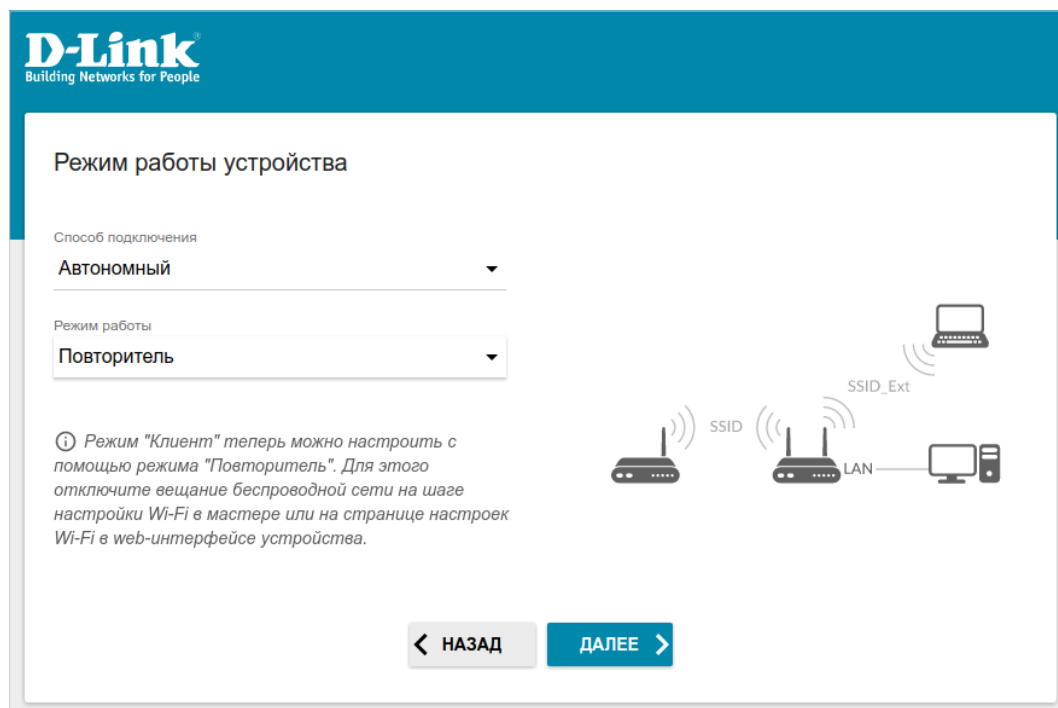 D-Link
Building Networks for People
Режим работы устройства
Способ подключения
Автономный
Режим работы
Повторитель
SSID_Ext
SSID
LAN
Режим "Клиент" теперь можно настроить с
помощью режима "Повторитель". Для этого
отключите вещание беспроводной сети на шаге
настройки Wi-Fi в мастере или на странице настроек
Wi-Fi в web-интерфейсе устройства.
НАЗАД
ДАЛЕЕ